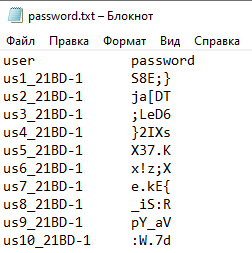 password.txt – Блокнот
Файл Правка Формат Вид Справка
user password
us1_21BD-1 S8E;}
us2_21BD-1 ja[DT
us3_21BD-1 ;LeD6
us4_21BD-1 }2IXs
us5_21BD-1 X37.K
us6_21BD-1 x!z;X
us7_21BD-1 e.kE{
us8_21BD-1 _iS:R
us9_21BD-1 pY_aV
us10_21BD-1 :W.7d